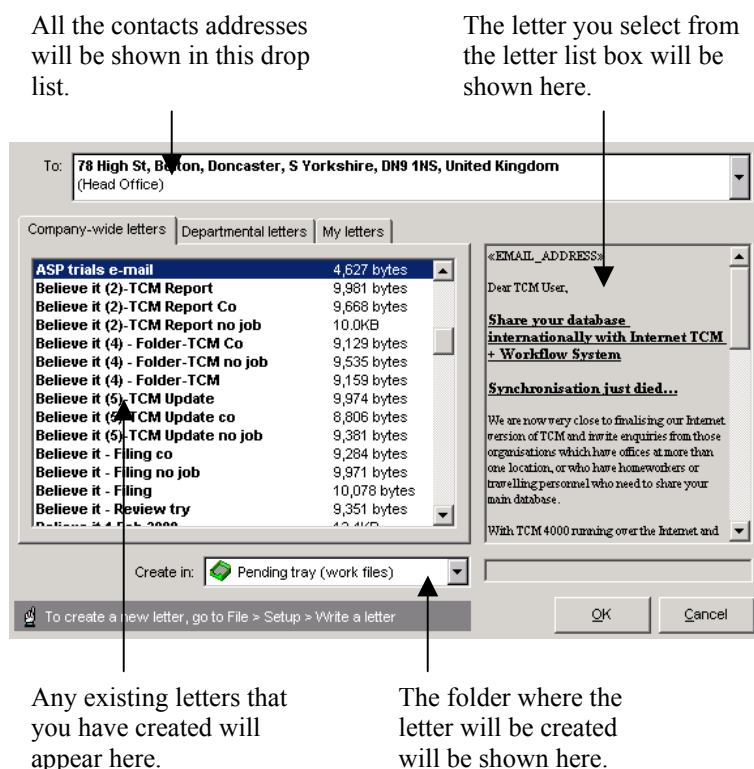 All the contacts addresses
will be shown in this drop
list.
The letter you select from
the letter list box will be
shown here.
To: 78 High St, Belton, Doncaster, S Yorkshire, DN9 1NS, United Kingdom
(Head Office)
Company-wide letters Departmental letters My letters
ASP trials e-mail 4,627 bytes
Believe it (2)-TCM Report 9,981 bytes
Believe it (2)-TCM Report Co 9,668 bytes
Believe it (2)-TCM Report no job 10.0KB
Believe it (4) - Folder-TCM Co 9,129 bytes
Believe it (4) - Folder-TCM no job 9,535 bytes
Believe it (4) - Folder-TCM 9,159 bytes
Believe it (5)-TCM Update 9,974 bytes
Believe it (5)-TCM Update co 8,806 bytes
Believe it (5)-TCM Update no job 9,381 bytes
Believe it - Filing co 9,284 bytes
Believe it - Filing no job 9,971 bytes
Believe it - Filing 10,078 bytes
Believe it - Review try 9,351 bytes
«EMAIL_ADDRESS»
Dear TCM User,
Share your database
internationally with Internet TCM
+ Workflow System
Synchronisation just died...
We are now very close to finalising our Internet
version of TCM and invite enquiries from those
organisations which have offices at more than
one location, or who have homeworkers or
travelling personnel who need to share your
main database.
With TCM 4000 running over the Internet and
Create in: Pending tray (work files)
To create a new letter, go to File > Setup > Write a letter
OK Cancel
Any existing letters that
you have created will
appear here.
The folder where the
letter will be created
will be shown here.